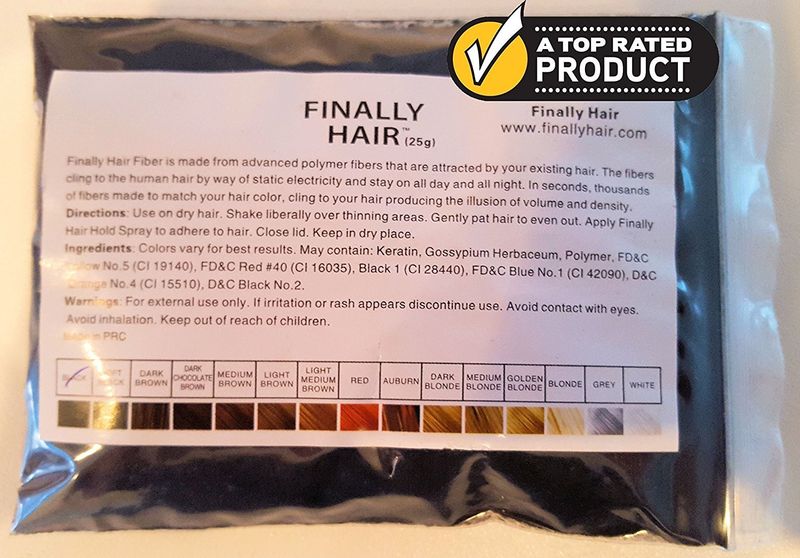 A TOP RATED
PRODUCT
FINALLY
HAIR™ (25g)
Finally Hair
www.finallyhair.com
Finally Hair Fiber is made from advanced polymer fibers that are attracted by your existing hair. The fibers
cling to the human hair by way of static electricity and stay on all day and all night. In seconds, thousands
of fibers made to match your hair color, cling to your hair producing the illusion of volume and density.
Directions: Use on dry hair. Shake liberally over thinning areas. Gently pat hair to even out. Apply Finally
Hair Hold Spray to adhere to hair. Close lid. Keep in dry place.
Ingredients: Colors vary for best results. May contain: Keratin, Gossypium Herbaceum, Polymer, FD&C
Yellow No.5 (CI 19140), FD&C Red #40 (CI 16035), Black 1 (CI 28440), FD&C Blue No.1 (CI 42090), D&C
Orange No.4 (CI 15510), D&C Black No.2.
Warnings: For external use only. If irritation or rash appears discontinue use. Avoid contact with eyes.
Avoid inhalation. Keep out of reach of children.
Made in PRC
BLACK
SOFT BLACK
DARK BROWN
DARK CHOCOLATE BROWN
MEDIUM BROWN
LIGHT BROWN
LIGHT MEDIUM BROWN
RED
AUBURN
DARK BLONDE
MEDIUM BLONDE
GOLDEN BLONDE
BLONDE
GREY
WHITE